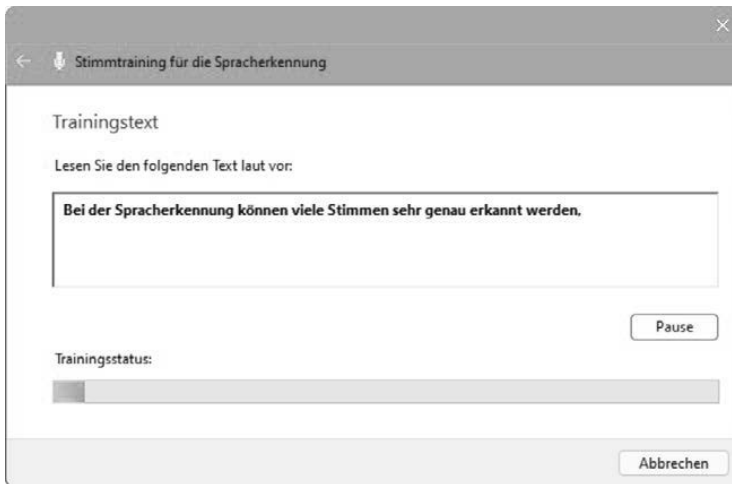 Stimmtraining für die Spracherkennung
Trainingstext
Lesen Sie den folgenden Text laut vor:
Bei der Spracherkennung können viele Stimmen sehr genau erkannt werden,
Pause
Trainingsstatus:
Abbrechen